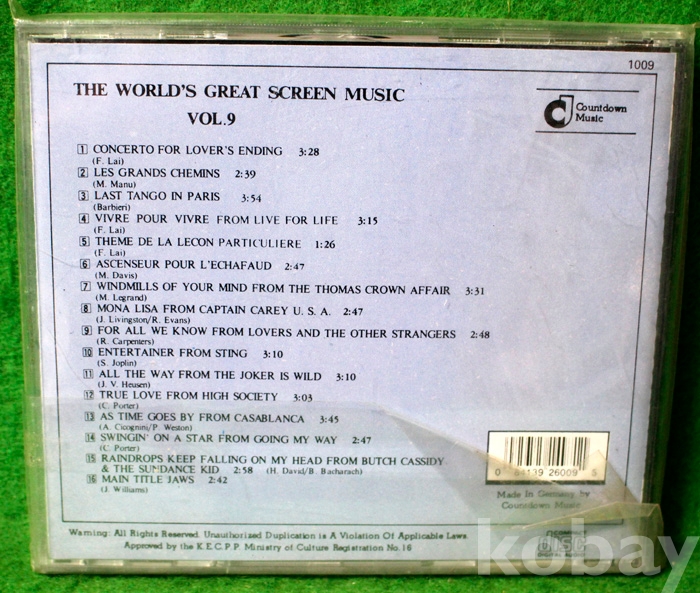 1009
THE WORLD'S GREAT SCREEN MUSIC
VOL.9
Countdown
Music
1 CONCERTO FOR LOVER'S ENDING 3:28
(F. Lai)
2 LES GRANDS CHEMINS 2:39
(M. Manu)
3 LAST TANGO IN PARIS 3:54
(Barbieri)
4 VIVRE POUR VIVRE FROM LIVE FOR LIFE 3:15
(F. Lai)
5 THEME DE LA LECON PARTICULIERE 1:26
(F. Lai)
6 ASCENSEUR POUR L'ECHAFAUD 2:47
(M. Davis)
7 WINDMILLS OF YOUR MIND FROM THE THOMAS CROWN AFFAIR 3:31
(M. Legrand)
8 MONA LISA FROM CAPTAIN CAREY U. S. A. 2:47
(J. Livingston/R. Evans)
9 FOR ALL WE KNOW FROM LOVERS AND THE OTHER STRANGERS 2:48
(R. Carpenters)
10 ENTERTAINER FROM STING 3:10
(S. Joplin)
11 ALL THE WAY FROM THE JOKER IS WILD 3:10
(J. V. Heusen)
12 TRUE LOVE FROM HIGH SOCIETY 3:03
(C. Porter)
13 AS TIME GOES BY FROM CASABLANCA 3:45
(A. Cicognini/P. Weston)
14 SWINGIN' ON A STAR FROM GOING MY WAY 2:47
(C. Porter)
15 RAINDROPS KEEP FALLING ON MY HEAD FROM BUTCH CASSIDY
& THE SUNDANCE KID 2:58 (H. David/B. Bacharach)
16 MAIN TITLE JAWS 2:42
(J. Williams)
26009
Made In Germany by
Countdown Music
Warning: All Rights Reserved. Unauthorized Duplication is A Violation Of Applicable Laws
Approved by the K.E.C.P.P. Ministry of Culture Registration No.16
COMPACT
disc
DIGITAL AUDIO
kobay